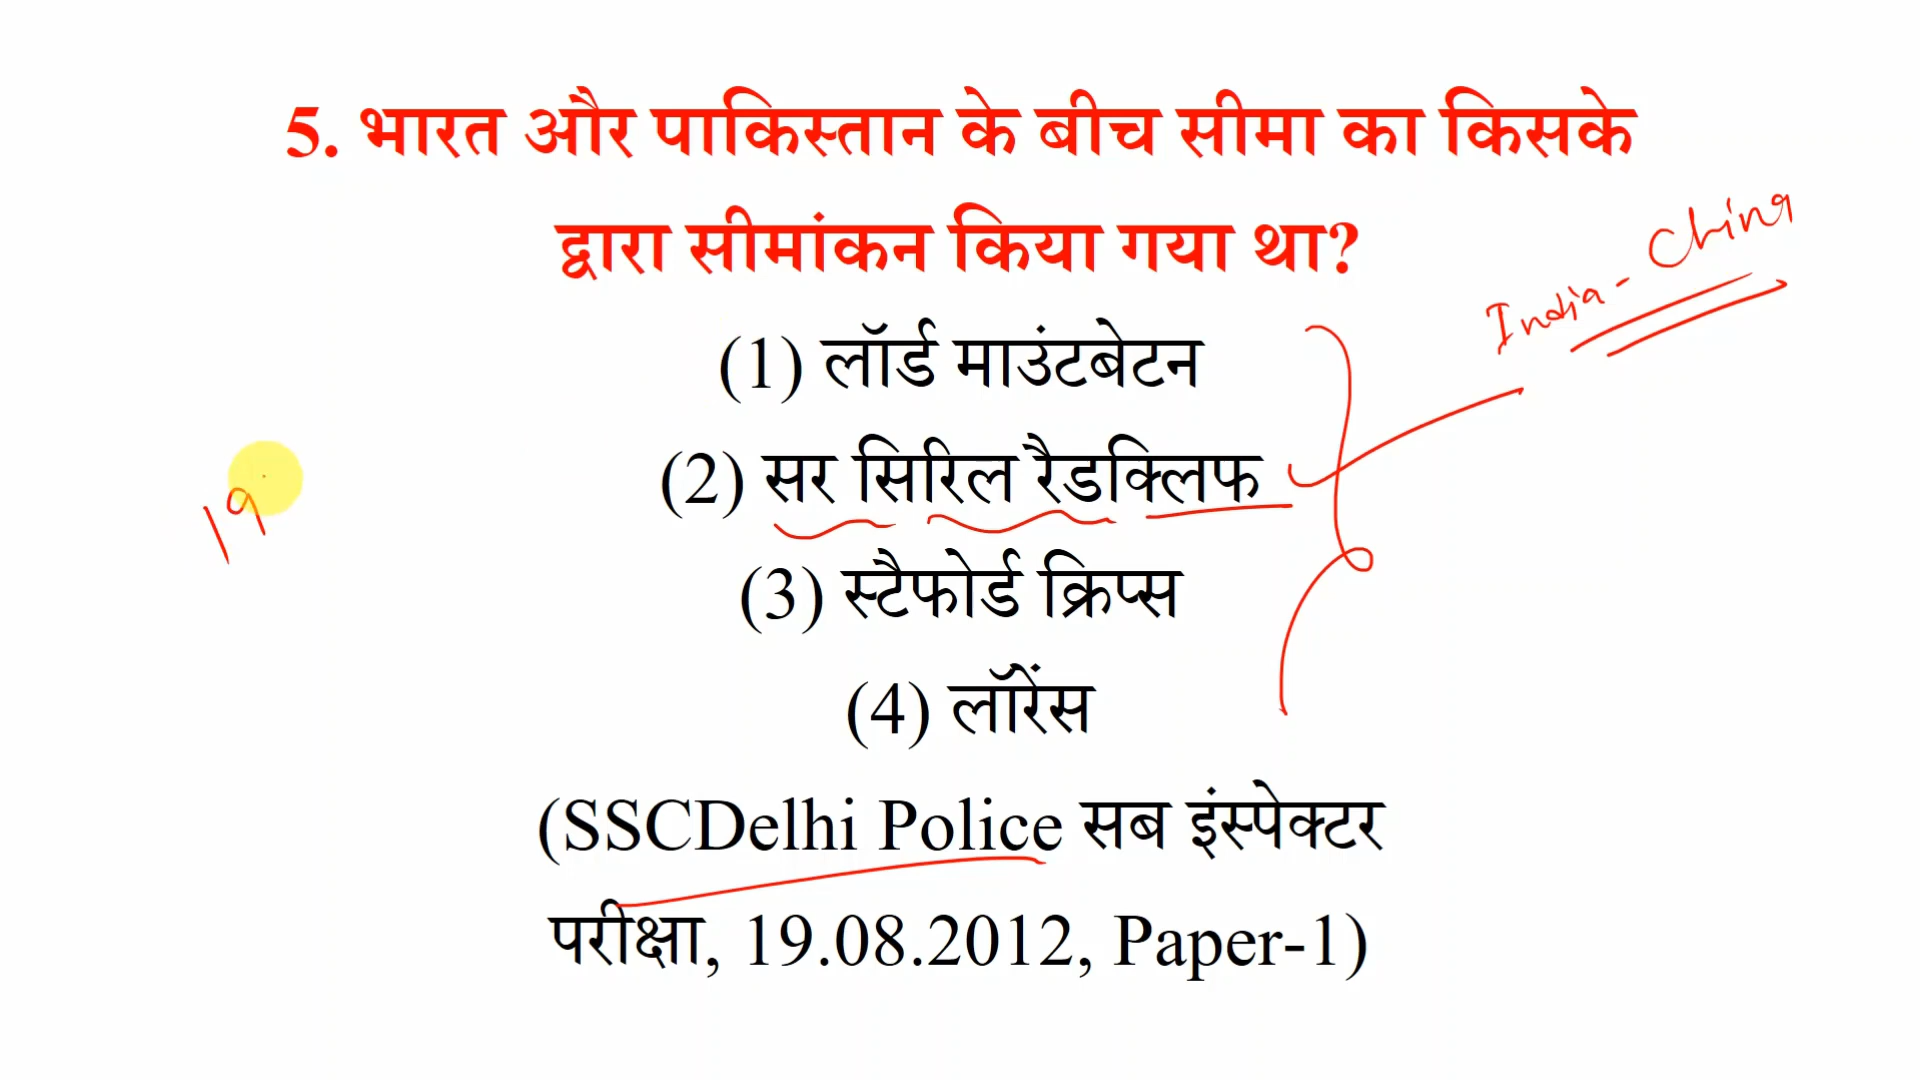 5. भारत और पाकिस्तान के बीच सीमा का किसके
द्वारा सीमांकन किया गया था?
India - China
(1) लॉर्ड माउंटबेटन
(2) सर सिरिल रैडक्लिफ
19
(3) स्टैफोर्ड क्रिप्स
(4) लॉरेंस
(SSCDelhi Police सब इंस्पेक्टर
परीक्षा, 19.08.2012, Paper-1)